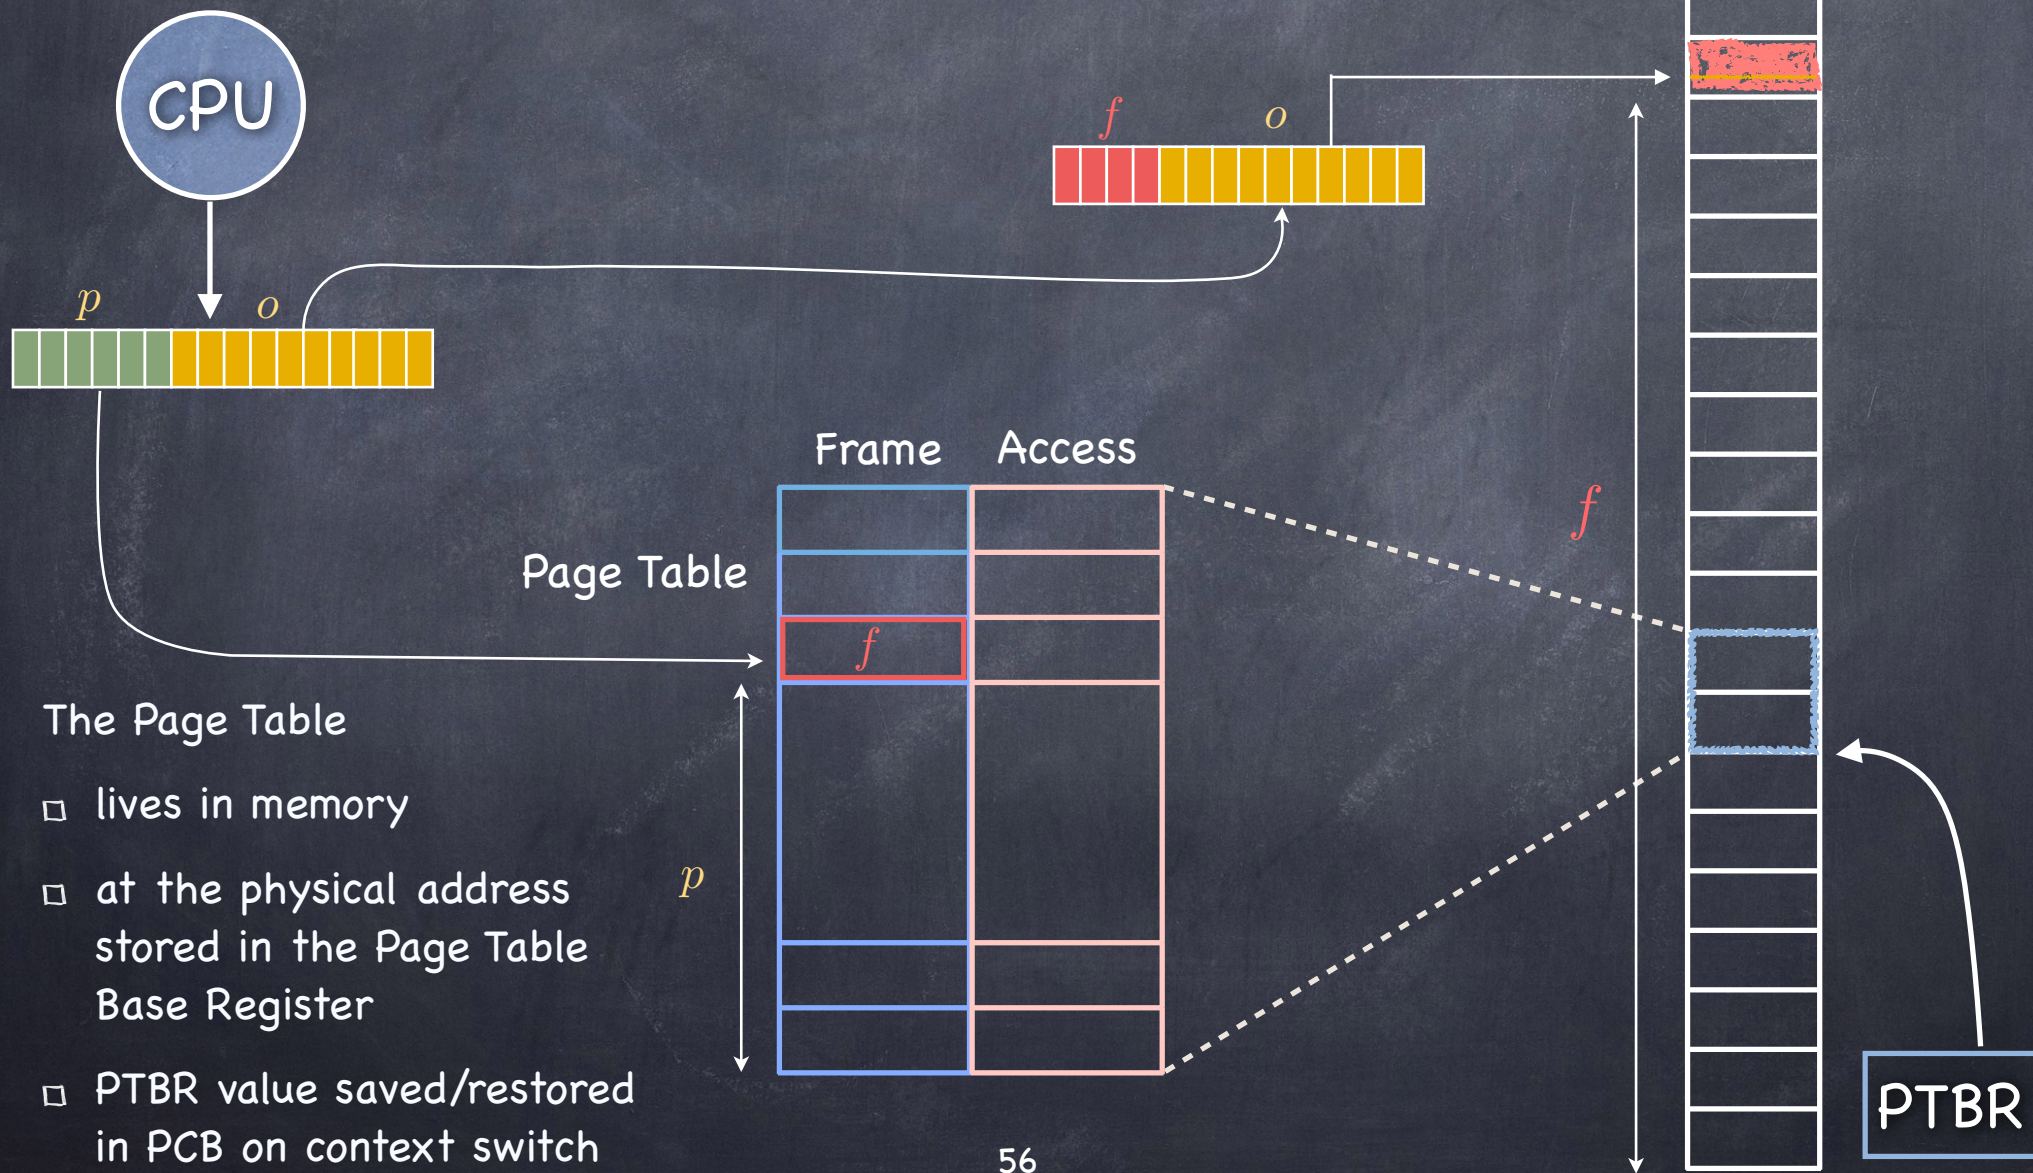 CPU
f
o
p
o
Frame Access
f
Page Table
f
The Page Table
lives in memory
p
at the physical address
stored in the Page Table
Base Register
PTBR value saved/restored
in PCB on context switch
PTBR
56